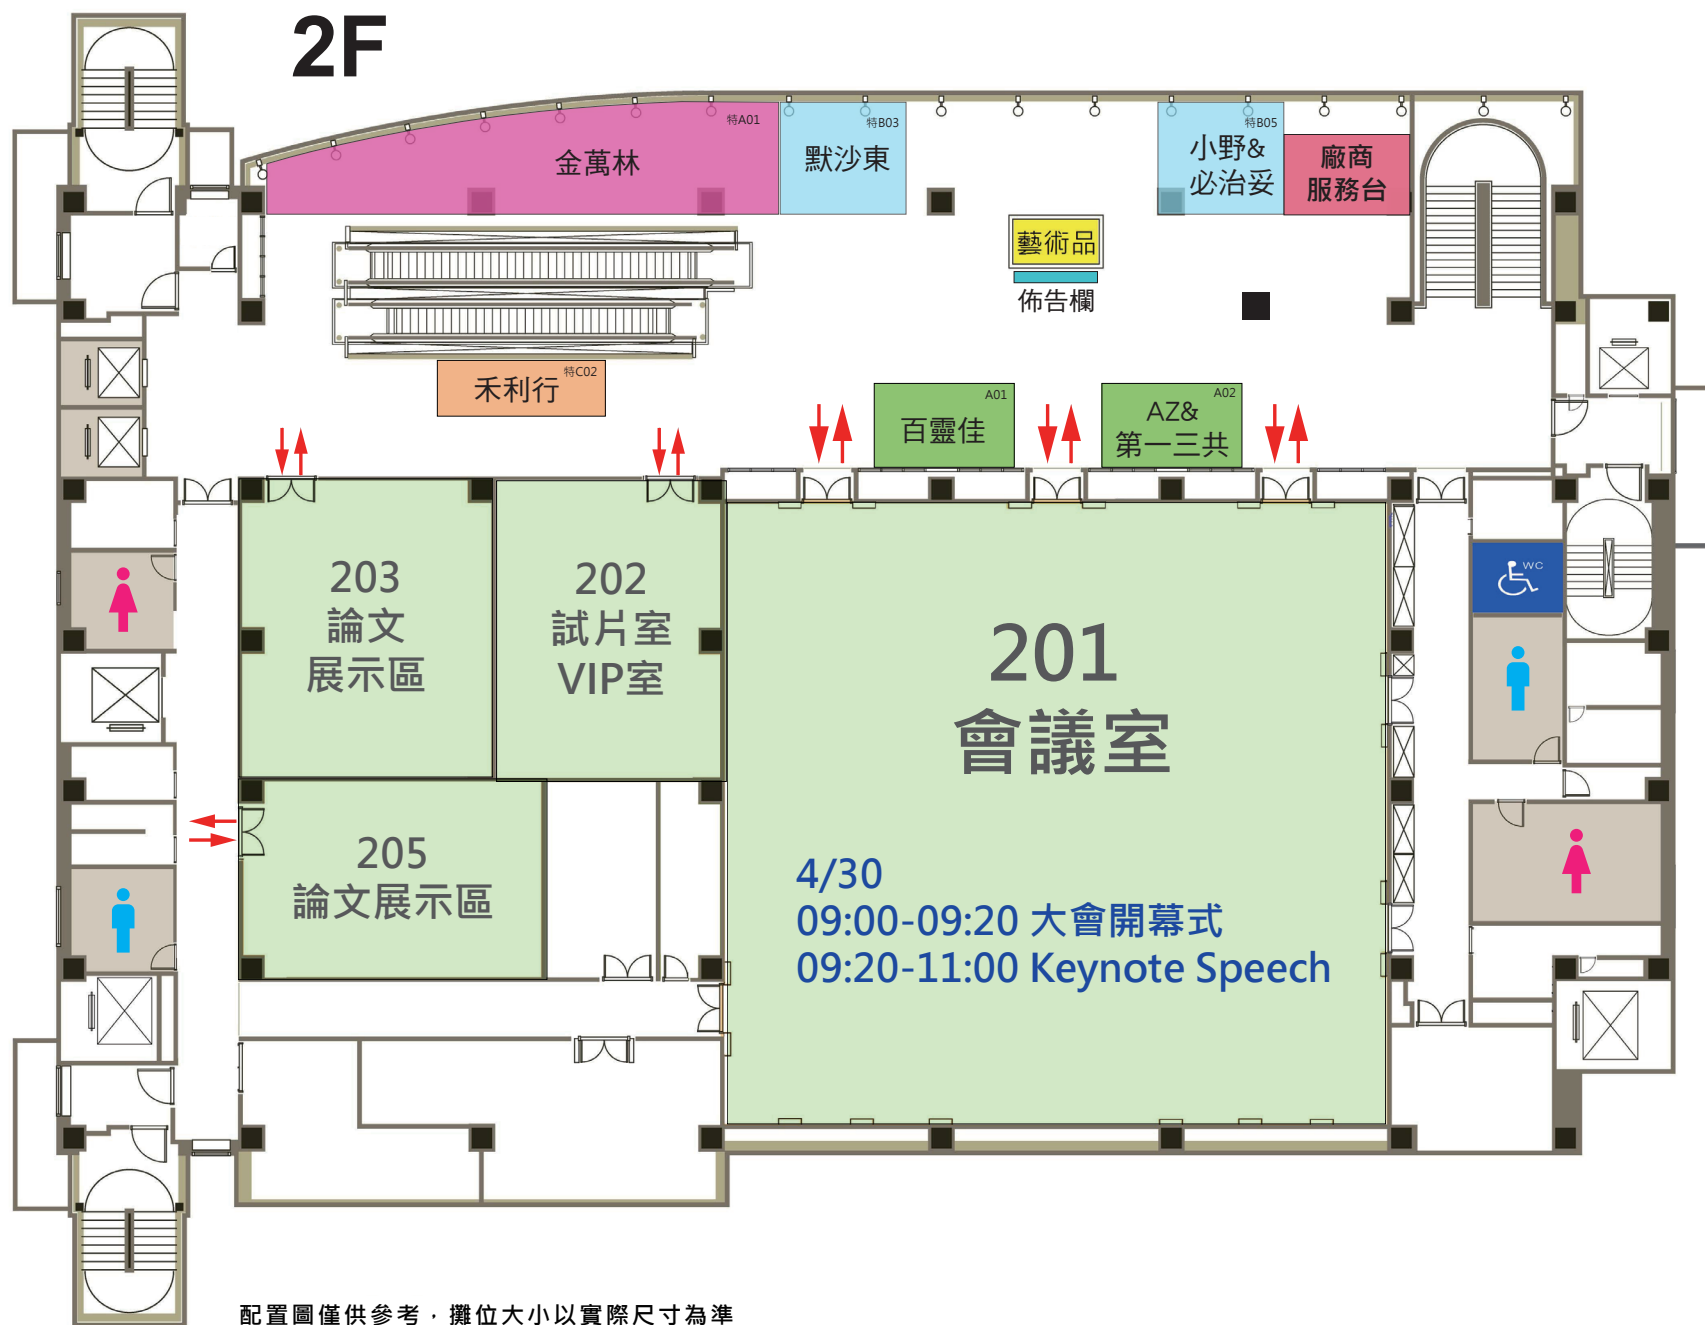 2F
特A01
金萬林
特B03
默沙東
特B05
小野&
必治妥
廠商
服務台
藝術品
佈告欄
特C02
禾利行
A01
百靈佳
A02
AZ&
第一三共
203
論文
展示區
202
試片室
VIP室
201
會議室
WC
205
論文展示區
4/30
09:00-09:20 大會開幕式
09:20-11:00 Keynote Speech
配置圖僅供參考，攤位大小以實際尺寸為準